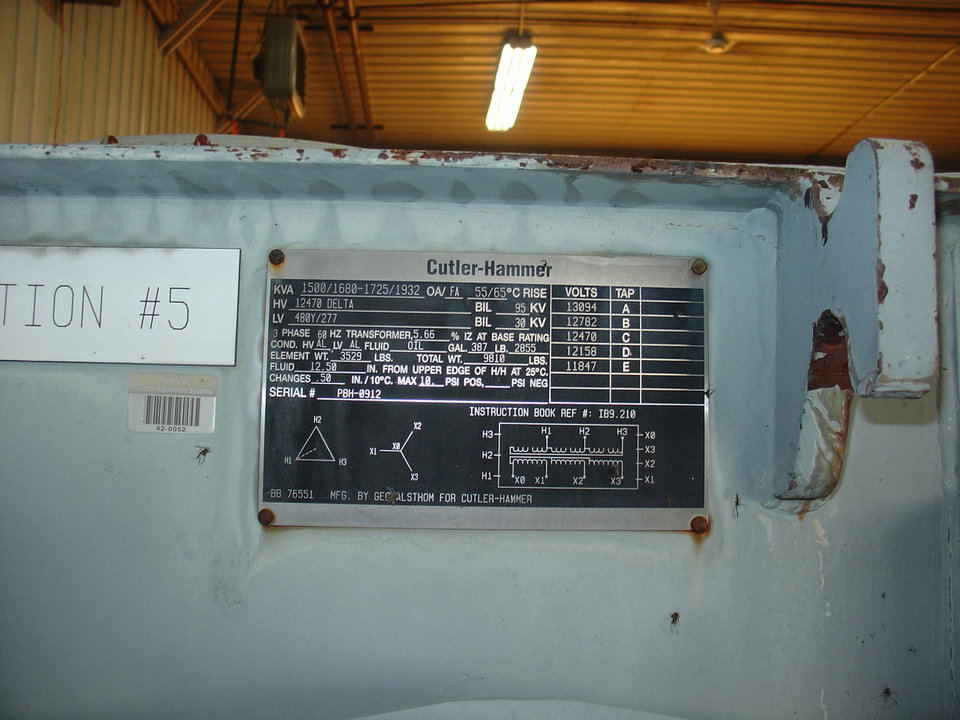 TION #5
42-0052
Cutler-Hammer
KVA 1500/1680-1725/1932 OA/ FA 55/65°C RISE
HV 12470 DELTA BIL 95 KV
LV 480Y/277 BIL 30 KV
3 PHASE 60 HZ TRANSFORMER 5.66 % IZ AT BASE RATING
COND. HV AL LV AL FLUID OIL GAL 387 LB. 2855
ELEMENT WT. 3529 LBS. TOTAL WT. 9810 LBS.
FLUID 12.50 IN. FROM UPPER EDGE OF H/H AT 25°C.
CHANGES .50 IN. / 10°C. MAX 10 PSI POS, PSI NEG
SERIAL # PBH-0912
VOLTS TAP
13094 A
12782 B
12470 C
12158 D
11847 E
INSTRUCTION BOOK REF #: IB9.210
H2
H1 H3
X2
X1 X0
X3
H1 H2 H3
H3 X0
X3
H2 X2
H1 X1
X0 X1 X2 X3
BB 76551 MFG. BY GEC ALSTHOM FOR CUTLER-HAMMER